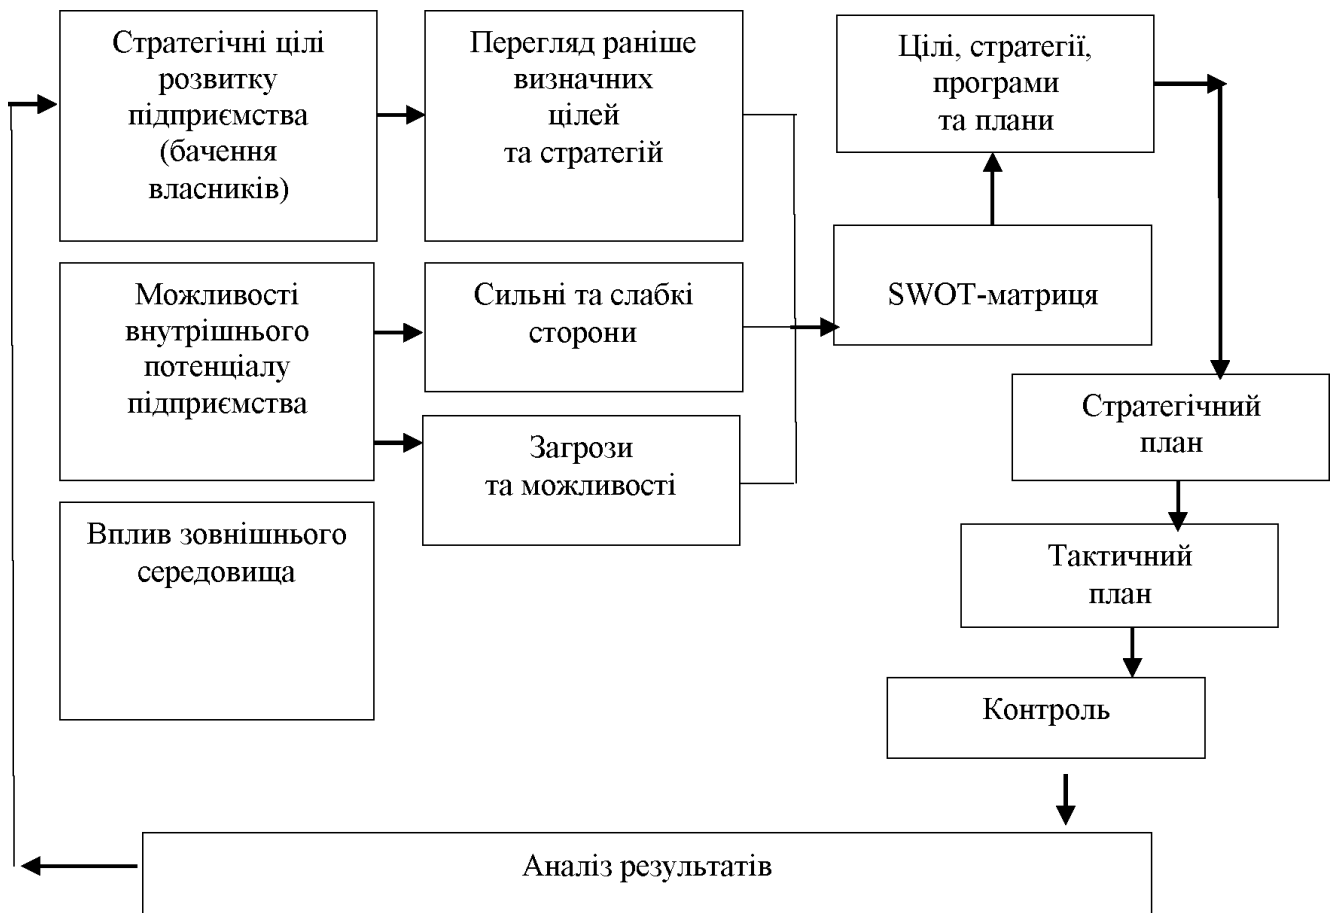 Стратегічні цілі
розвитку
підприємства
(бачення
власників)
Перегляд раніше
визначних
цілей
та стратегій
Цілі, стратегії,
програми
та плани
Можливості
внутрішнього
потенціалу
підприємства
Сильні та слабкі
сторони
SWOT-матриця
Загрози
та можливості
Стратегічний
план
Вплив зовнішнього
середовища
Тактичний
план
Контроль
Аналіз результатів